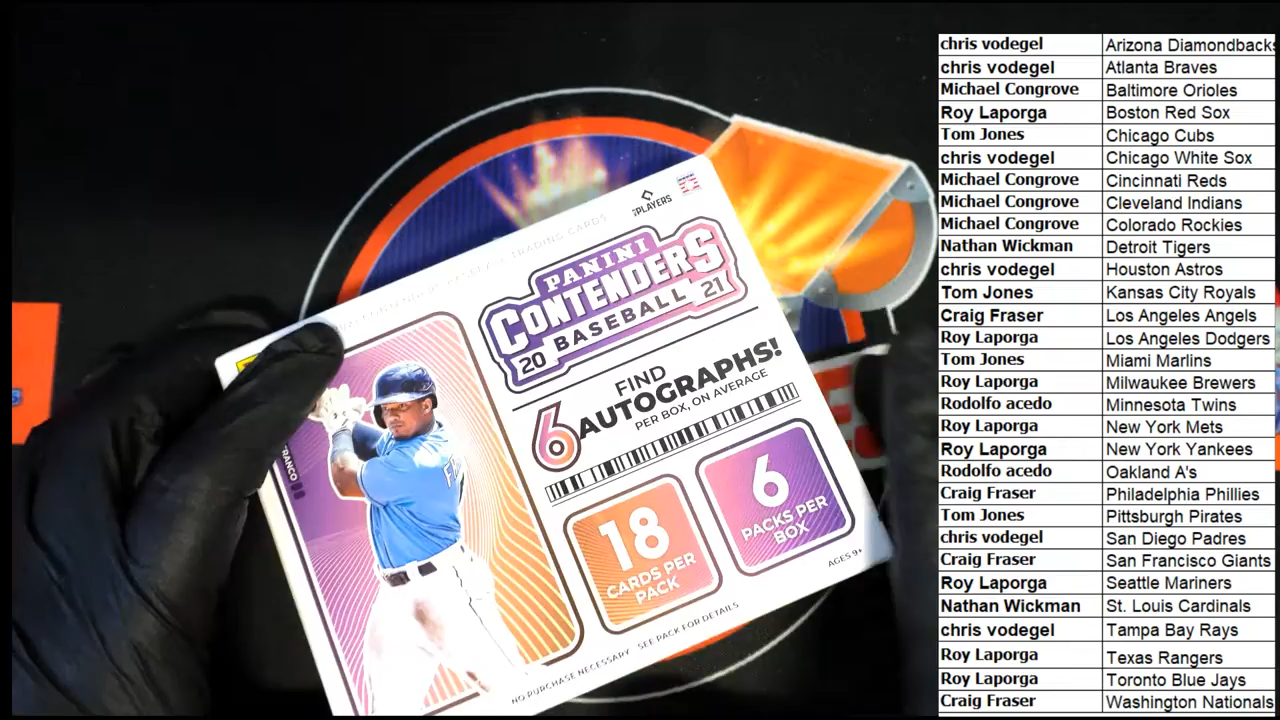 THE PLAYERS
PANINI CONTENDERS BASEBALL TRADING CARDS
PANINI
CONTENDERS
20 BASEBALL 21
FIND
6 AUTOGRAPHS!
PER BOX, ON AVERAGE
FRANCO
18
CARDS PER
PACK
6
PACKS PER
BOX
AGES 9+
NO PURCHASE NECESSARY SEE PACK FOR DETAILS
chris vodegel Arizona Diamondbacks
chris vodegel Atlanta Braves
Michael Congrove Baltimore Orioles
Roy Laporga Boston Red Sox
Tom Jones Chicago Cubs
chris vodegel Chicago White Sox
Michael Congrove Cincinnati Reds
Michael Congrove Cleveland Indians
Michael Congrove Colorado Rockies
Nathan Wickman Detroit Tigers
chris vodegel Houston Astros
Tom Jones Kansas City Royals
Craig Fraser Los Angeles Angels
Roy Laporga Los Angeles Dodgers
Tom Jones Miami Marlins
Roy Laporga Milwaukee Brewers
Rodolfo acedo Minnesota Twins
Roy Laporga New York Mets
Roy Laporga New York Yankees
Rodolfo acedo Oakland A's
Craig Fraser Philadelphia Phillies
Tom Jones Pittsburgh Pirates
chris vodegel San Diego Padres
Craig Fraser San Francisco Giants
Roy Laporga Seattle Mariners
Nathan Wickman St. Louis Cardinals
chris vodegel Tampa Bay Rays
Roy Laporga Texas Rangers
Roy Laporga Toronto Blue Jays
Craig Fraser Washington Nationals